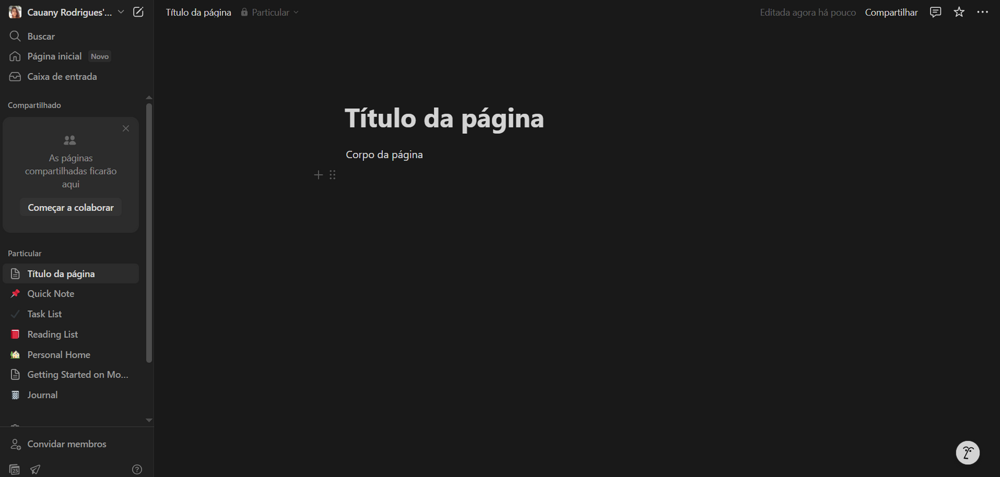 Cauany Rodrigues'...
Título da página
Particular
Editada agora há pouco
Compartilhar
Buscar
Página inicial Novo
Caixa de entrada
Compartilhado
As páginas
compartilhadas ficarão
aqui
Começar a colaborar
Particular
Título da página
Quick Note
Task List
Reading List
Personal Home
Getting Started on Mo...
Journal
Convidar membros
25
Título da página
Corpo da página